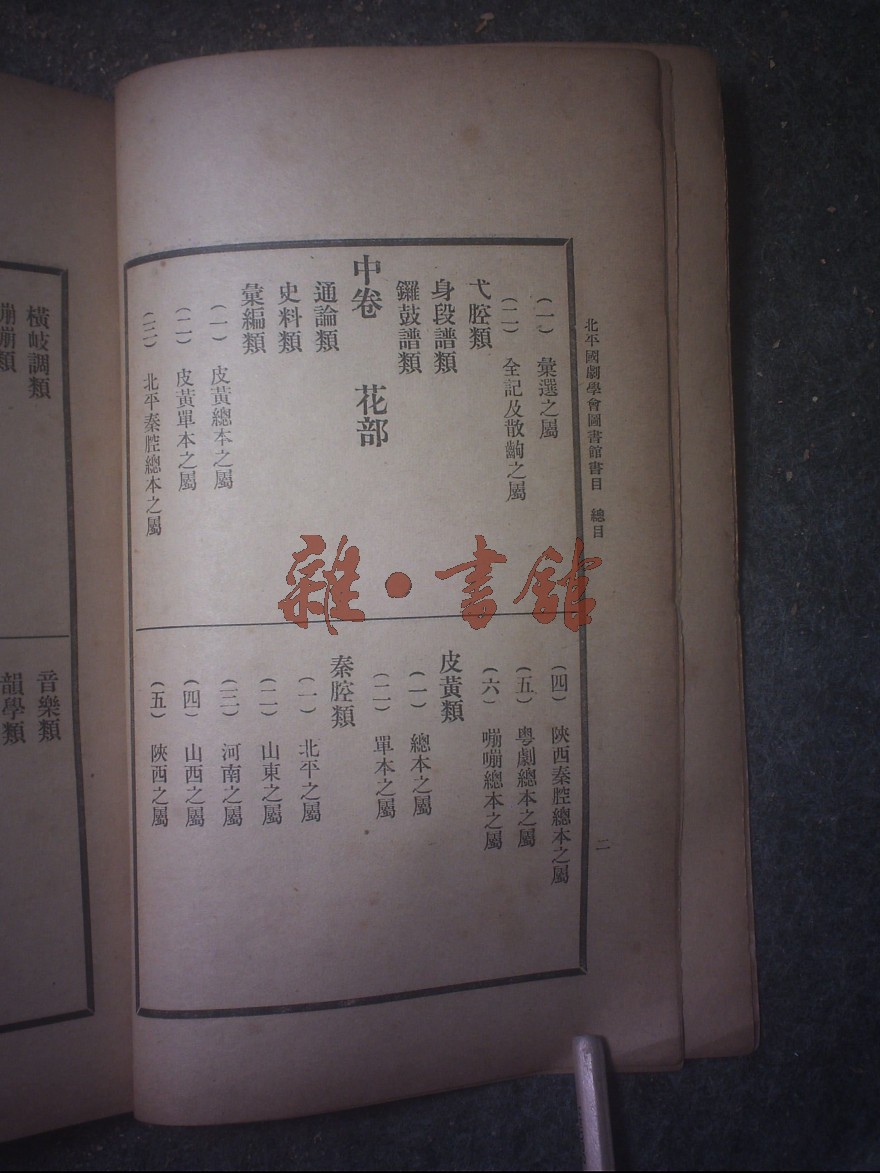 北平國劇學會圖書館書目 總目
二
(一) 彙選之屬
(二) 全記及散齣之屬
弋腔類
身段譜類
鑼鼓譜類
中卷 花部
通論類
史料類
彙編類
(一) 皮黃總本之屬
(二) 皮黃單本之屬
(三) 北平秦腔總本之屬
(四) 陝西秦腔總本之屬
(五) 粵劇總本之屬
(六) 嘣嘣總本之屬
皮黃類
(一) 總本之屬
(二) 單本之屬
秦腔類
(一) 北平之屬
(二) 山東之屬
(三) 河南之屬
(四) 山西之屬
(五) 陝西之屬
橫岐調類
嘣嘣類
音樂類
韻學類
雜·書館